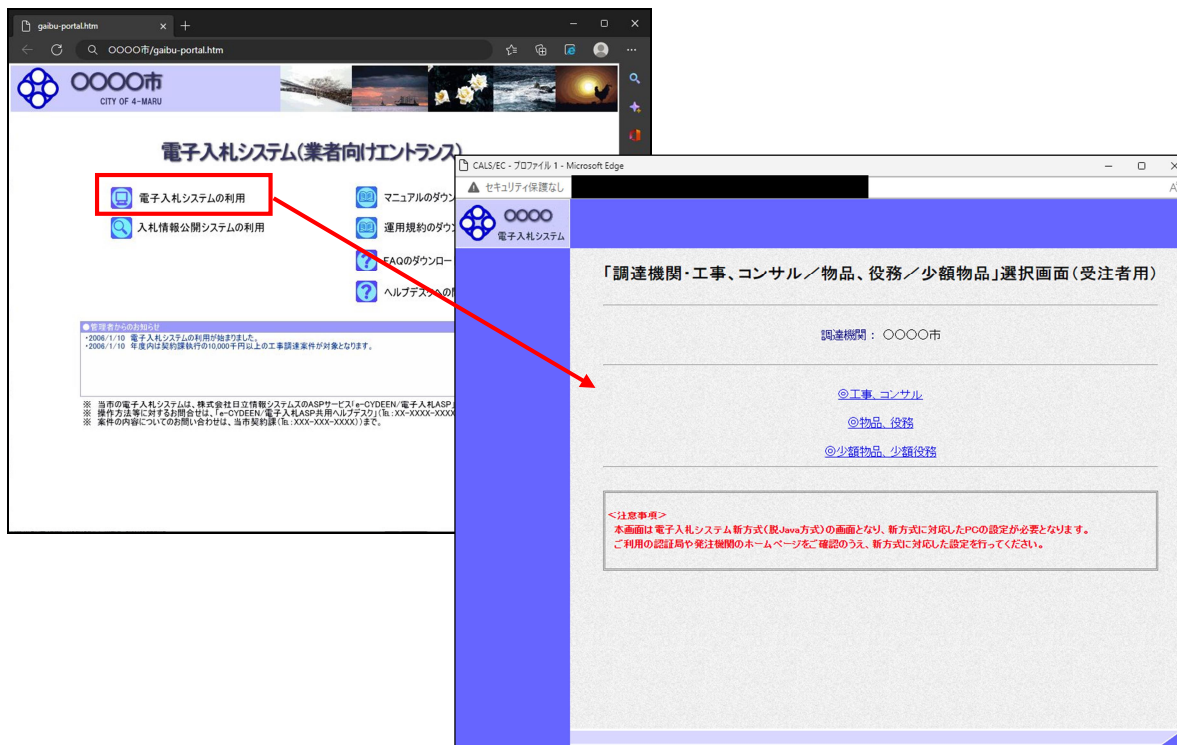 gaibu-portal.htm
〇〇〇〇市/gaibu-portal.htm
〇〇〇〇市
CITY OF 4-MARU
電子入札システム(業者向けエントランス)
電子入札システムの利用
マニュアルのダウン
入札情報公開システムの利用
運用規約のダウン
FAQのダウンロー
ヘルプデスクへの
●管理者からのお知らせ
・2006/1/10 電子入札システムの利用が始まりました。
・2006/1/10 年度内は契約課執行の10,000千円以上の工事調達案件が対象となります。
※ 当市の電子入札システムは、株式会社日立情報システムズのASPサービス「e-CYDEEN/電子入札ASP
※ 操作方法等に対するお問合せは、「e-CYDEEN/電子入札ASP共用ヘルプデスク」(℡:XX-XXXX-XXXX
※ 案件の内容についてのお問い合わせは、当市契約課(℡:XXX-XXX-XXXX))まで。
CALS/EC - プロファイル 1 - Microsoft Edge
セキュリティ保護なし
〇〇〇〇
電子入札システム
「調達機関・工事、コンサル/物品、役務/少額物品」選択画面(受注者用)
調達機関: 〇〇〇〇市
◎工事、コンサル
◎物品、役務
◎少額物品、少額役務
<注意事項>
本画面は電子入札システム新方式(脱Java方式)の画面となり、新方式に対応したPCの設定が必要となります。
ご利用の認証局や発注機関のホームページをご確認のうえ、新方式に対応した設定を行ってください。